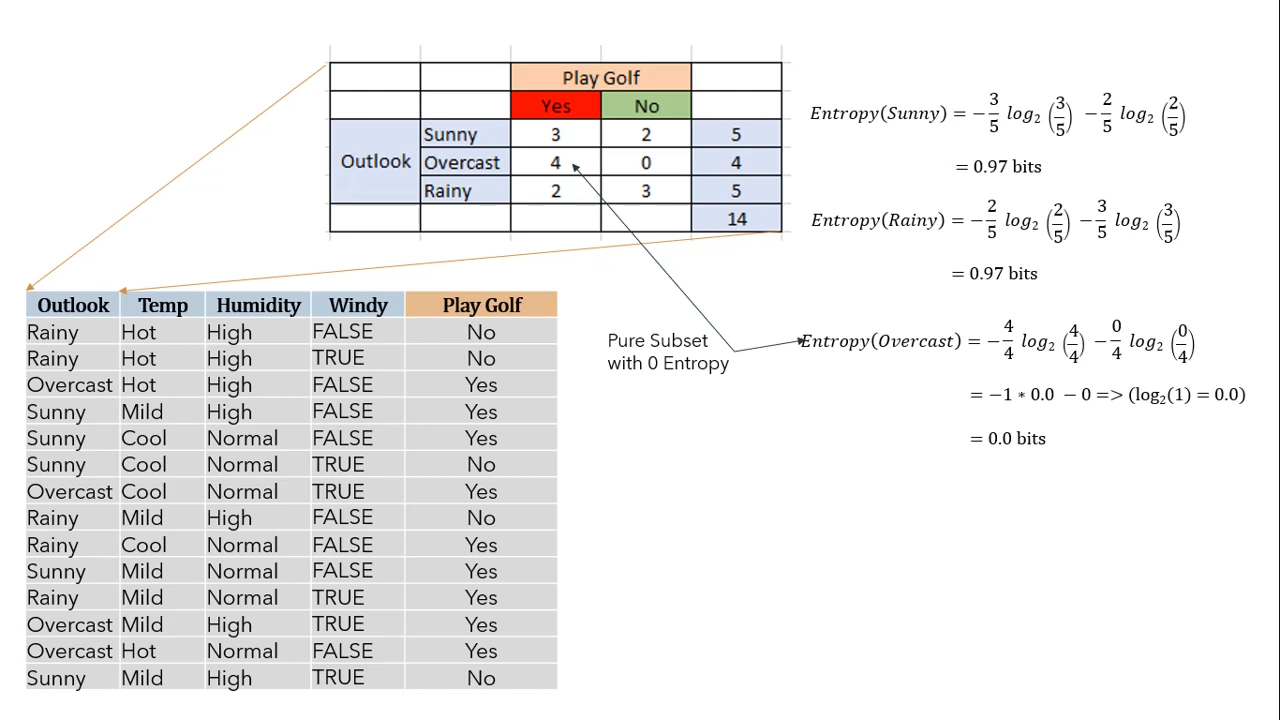 Play Golf
Yes No
Outlook
Sunny 3 2 5
Overcast 4 0 4
Rainy 2 3 5
14
Entropy(Sunny) = −3/5 log₂ (3/5) −2/5 log₂ (2/5)
= 0.97 bits
Entropy(Rainy) = −2/5 log₂ (2/5) −3/5 log₂ (3/5)
= 0.97 bits
Pure Subset
with 0 Entropy
Entropy(Overcast) = −4/4 log₂ (4/4) −0/4 log₂ (0/4)
= −1 ∗ 0.0 − 0 => (log₂(1) = 0.0)
= 0.0 bits
Outlook Temp Humidity Windy Play Golf
Rainy Hot High FALSE No
Rainy Hot High TRUE No
Overcast Hot High FALSE Yes
Sunny Mild High FALSE Yes
Sunny Cool Normal FALSE Yes
Sunny Cool Normal TRUE No
Overcast Cool Normal TRUE Yes
Rainy Mild High FALSE No
Rainy Cool Normal FALSE Yes
Sunny Mild Normal FALSE Yes
Rainy Mild Normal TRUE Yes
Overcast Mild High TRUE Yes
Overcast Hot Normal FALSE Yes
Sunny Mild High TRUE No